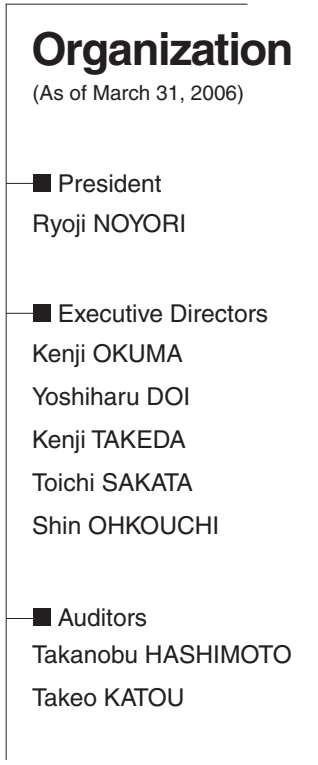 Organization
(As of March 31, 2006)
President
Ryoji NOYORI
Executive Directors
Kenji OKUMA
Yoshiharu DOI
Kenji TAKEDA
Toichi SAKATA
Shin OHKOUCHI
Auditors
Takanobu HASHIMOTO
Takeo KATOU